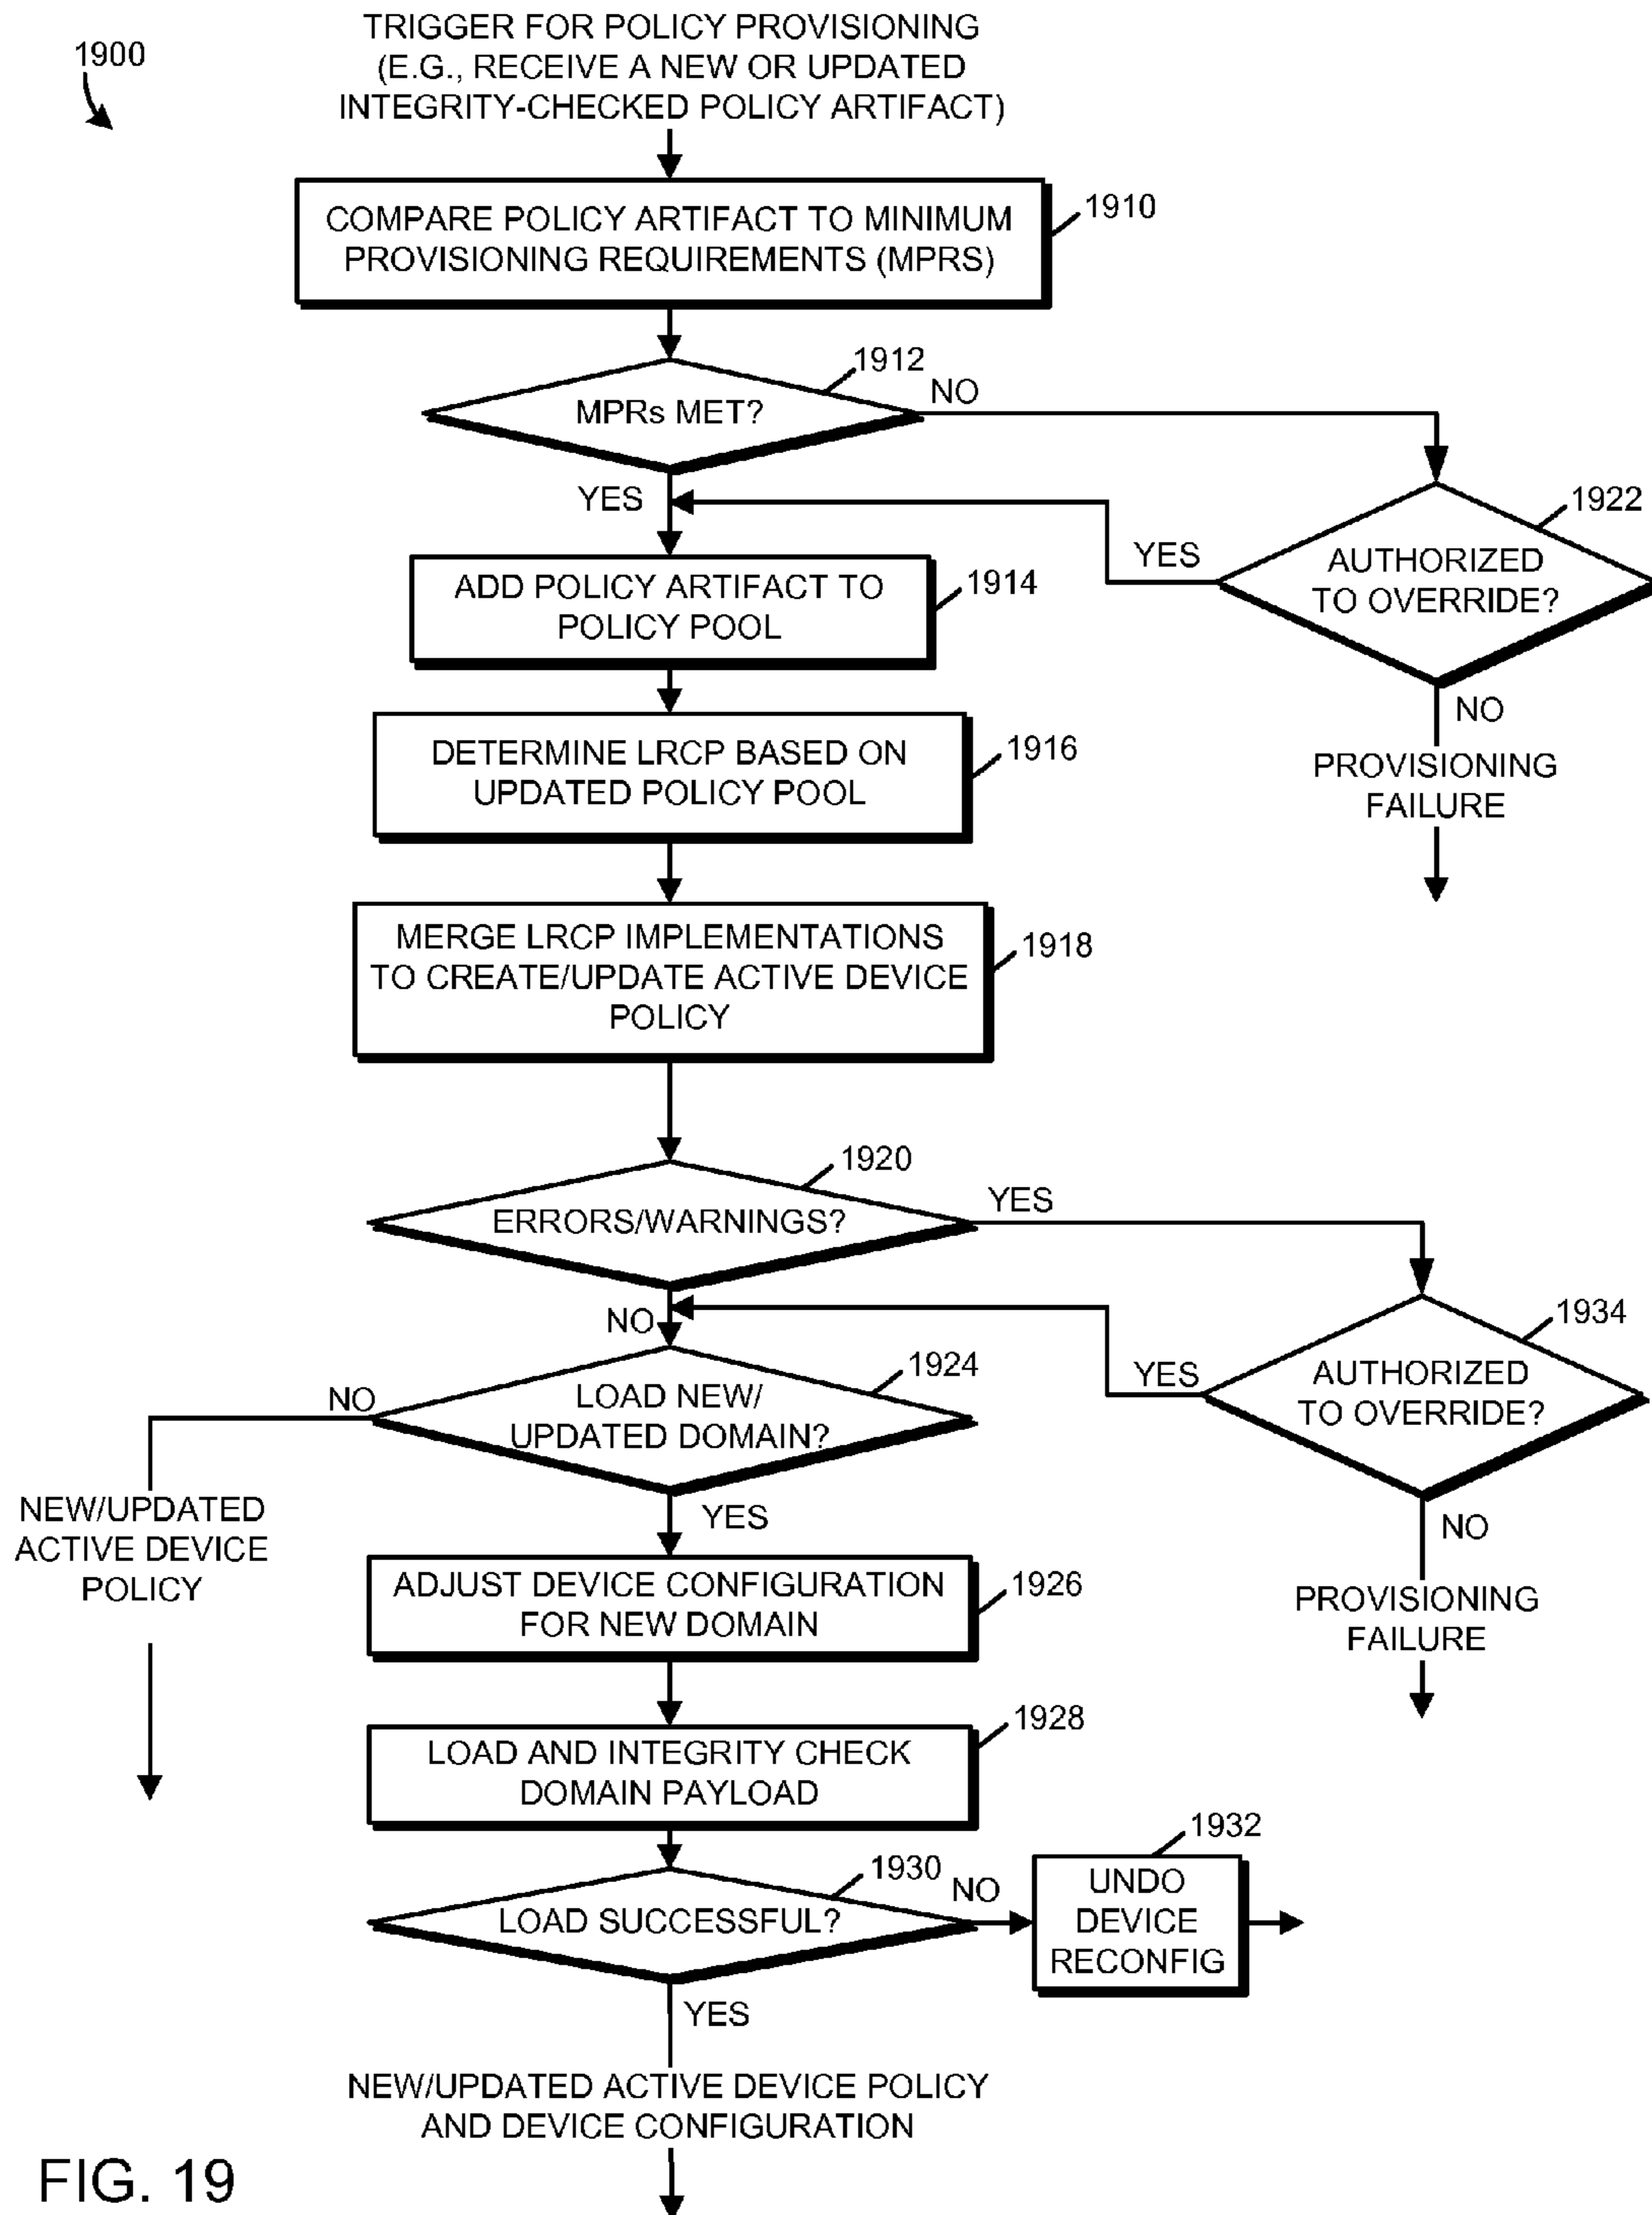 1900
TRIGGER FOR POLICY PROVISIONING
(E.G., RECEIVE A NEW OR UPDATED
INTEGRITY-CHECKED POLICY ARTIFACT)
COMPARE POLICY ARTIFACT TO MINIMUM
PROVISIONING REQUIREMENTS (MPRS)
1910
MPRs MET?
1912
NO
YES
AUTHORIZED
TO OVERRIDE?
1922
YES
NO
PROVISIONING
FAILURE
ADD POLICY ARTIFACT TO
POLICY POOL
1914
DETERMINE LRCP BASED ON
UPDATED POLICY POOL
1916
MERGE LRCP IMPLEMENTATIONS
TO CREATE/UPDATE ACTIVE DEVICE
POLICY
1918
ERRORS/WARNINGS?
1920
YES
NO
AUTHORIZED
TO OVERRIDE?
1934
YES
NO
PROVISIONING
FAILURE
LOAD NEW/
UPDATED DOMAIN?
1924
NO
NEW/UPDATED
ACTIVE DEVICE
POLICY
YES
ADJUST DEVICE CONFIGURATION
FOR NEW DOMAIN
1926
LOAD AND INTEGRITY CHECK
DOMAIN PAYLOAD
1928
LOAD SUCCESSFUL?
1930
NO
UNDO
DEVICE
RECONFIG
1932
YES
NEW/UPDATED ACTIVE DEVICE POLICY
AND DEVICE CONFIGURATION
FIG. 19